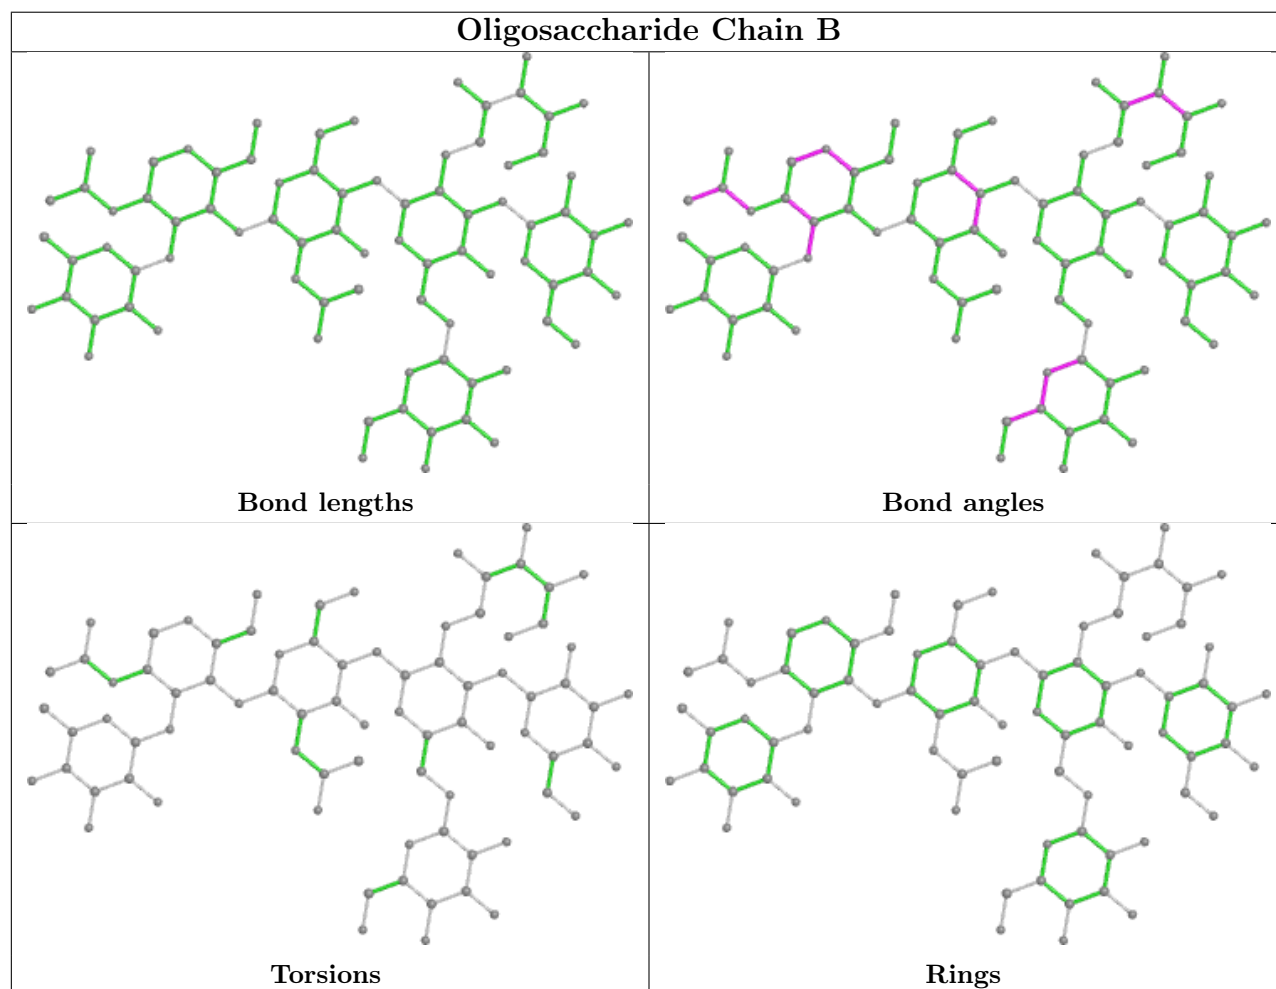 Oligosaccharide Chain B
Bond lengths
Bond angles
Torsions
Rings